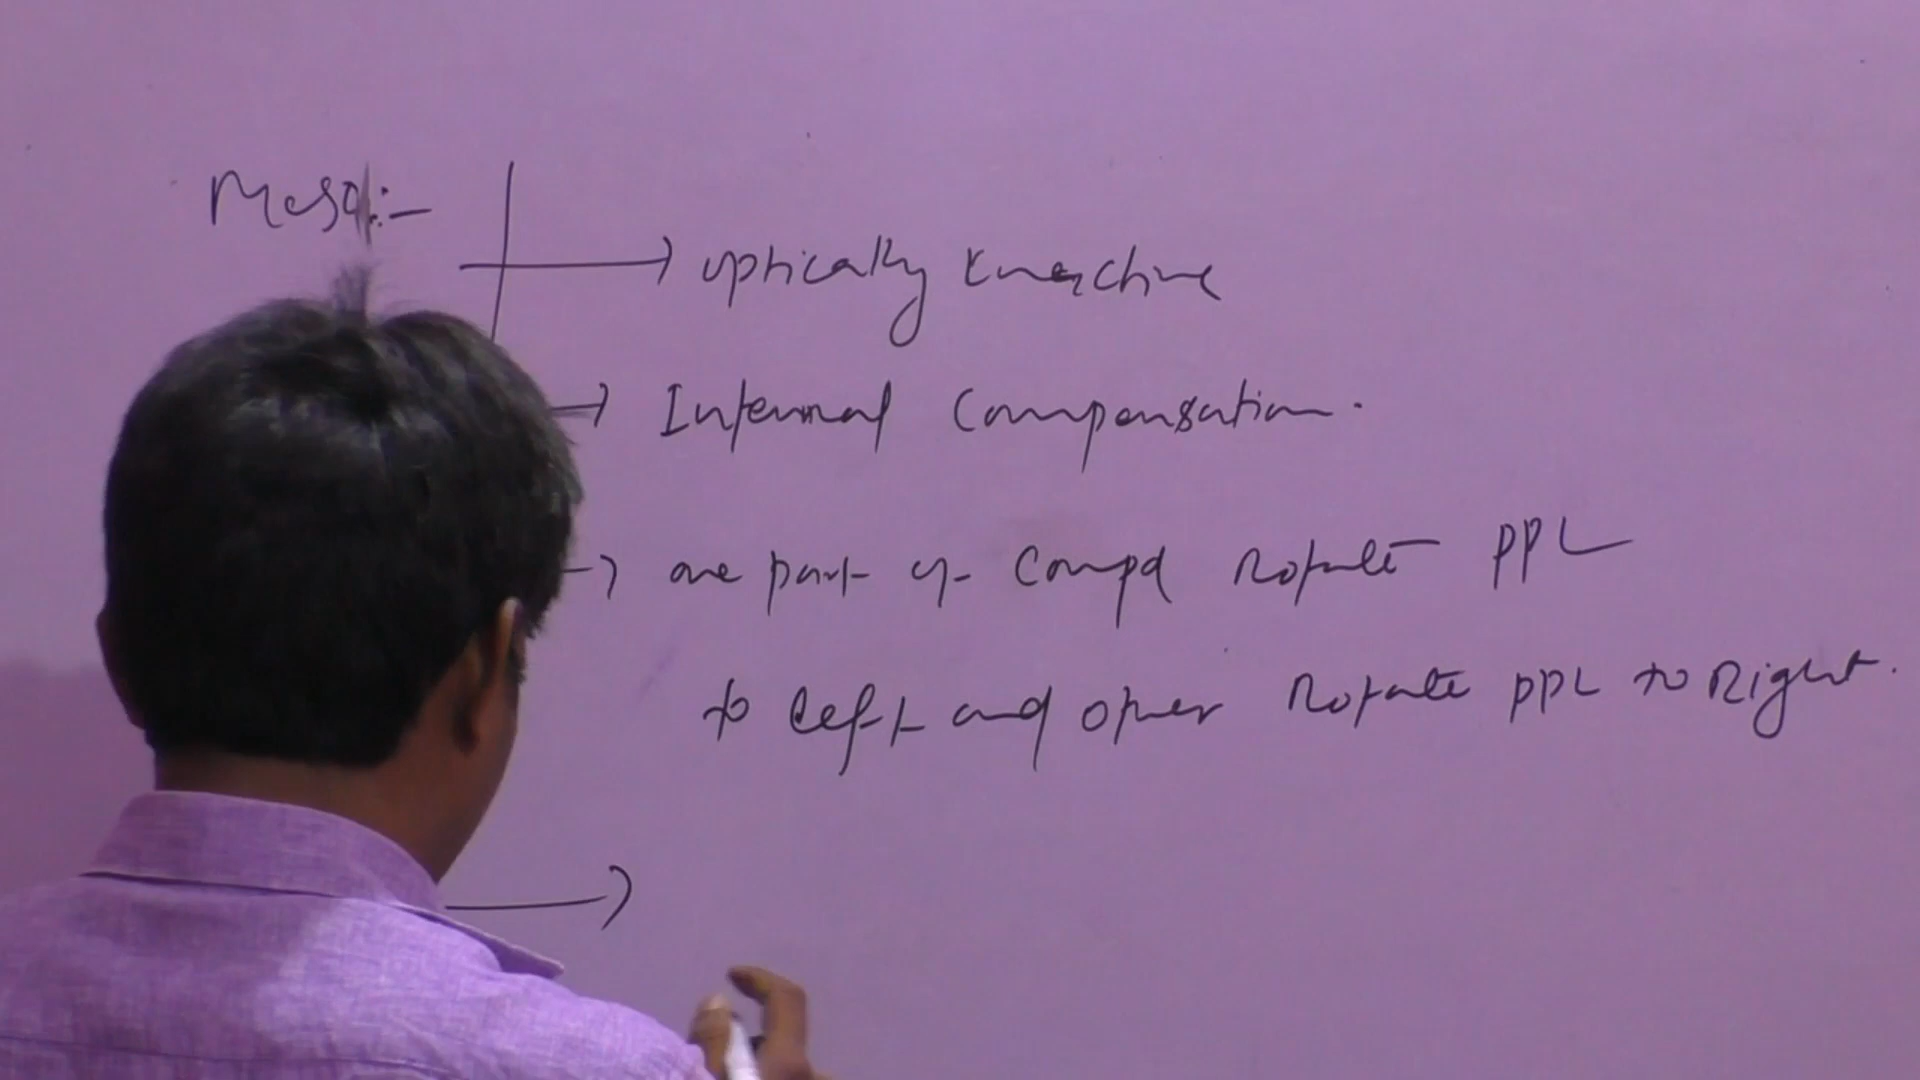 Meso:-
→ optically Inactive
→ Internal Compensation.
→ one part of Compd Rotate PPL
to left and other Rotate PPL to Right.
→